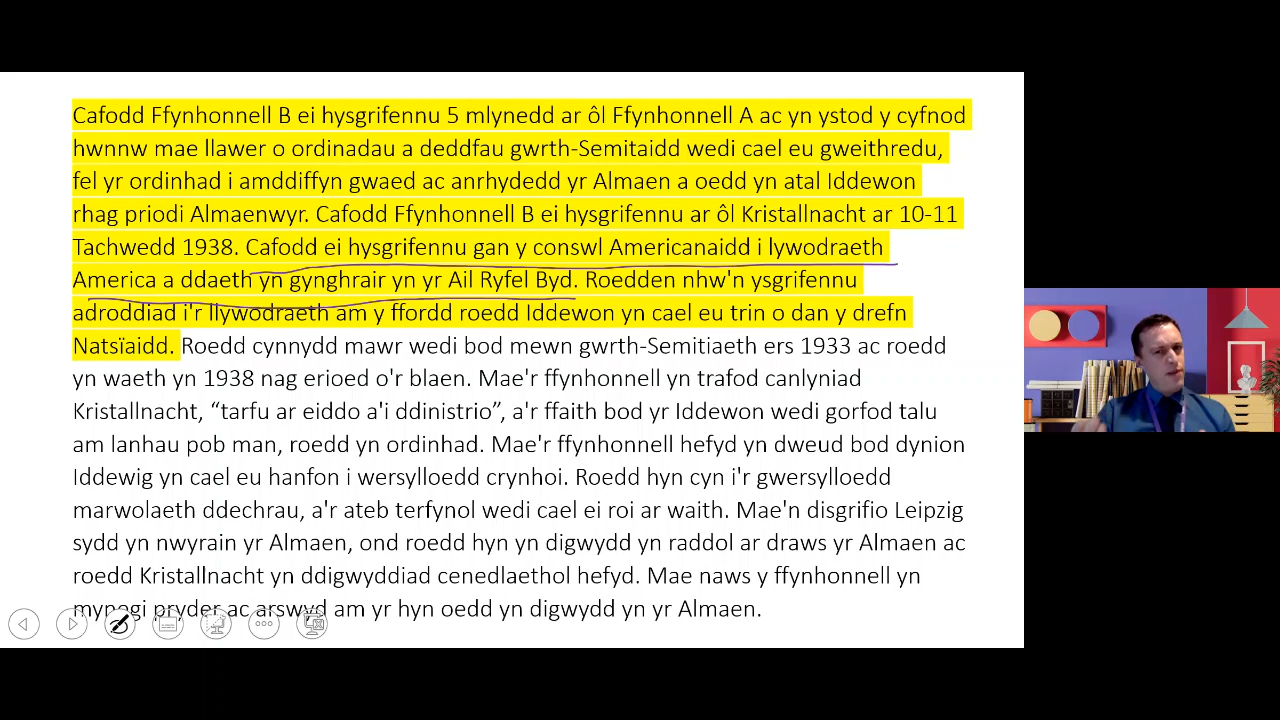 Cafodd Ffynhonnell B ei hysgrifennu 5 mlynedd ar ôl Ffynhonnell A ac yn ystod y cyfnod
hwnnw mae llawer o ordinadau a deddfau gwrth-Semitaidd wedi cael eu gweithredu,
fel yr ordinhad i amddiffyn gwaed ac anrhydedd yr Almaen a oedd yn atal Iddewon
rhag priodi Almaenwyr. Cafodd Ffynhonnell B ei hysgrifennu ar ôl Kristallnacht ar 10-11
Tachwedd 1938. Cafodd ei hysgrifennu gan y conswl Americanaidd i lywodraeth
America a ddaeth yn gynghrair yn yr Ail Ryfel Byd. Roedden nhw'n ysgrifennu
adroddiad i'r llywodraeth am y ffordd roedd Iddewon yn cael eu trin o dan y drefn
Natsïaidd. Roedd cynnydd mawr wedi bod mewn gwrth-Semitiaeth ers 1933 ac roedd
yn waeth yn 1938 nag erioed o'r blaen. Mae'r ffynhonnell yn trafod canlyniad
Kristallnacht, “tarfu ar eiddo a'i ddinistrio”, a'r ffaith bod yr Iddewon wedi gorfod talu
am lanhau pob man, roedd yn ordinhad. Mae'r ffynhonnell hefyd yn dweud bod dynion
Iddewig yn cael eu hanfon i wersylloedd crynhoi. Roedd hyn cyn i'r gwersylloedd
marwolaeth ddechrau, a'r ateb terfynol wedi cael ei roi ar waith. Mae'n disgrifio Leipzig
sydd yn nwyrain yr Almaen, ond roedd hyn yn digwydd yn raddol ar draws yr Almaen ac
roedd Kristallnacht yn ddigwyddiad cenedlaethol hefyd. Mae naws y ffynhonnell yn
mynegi pryder ac arswyd am yr hyn oedd yn digwydd yn yr Almaen.